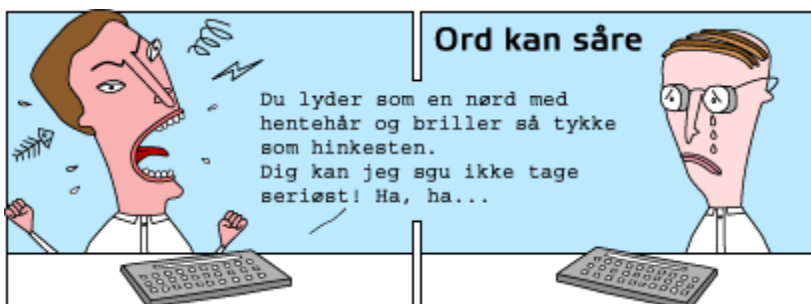 Ord kan såre
Du lyder som en nørd med
hentehår og briller så tykke
som hinkesten.
Dig kan jeg sgu ikke tage
seriøst! Ha, ha...